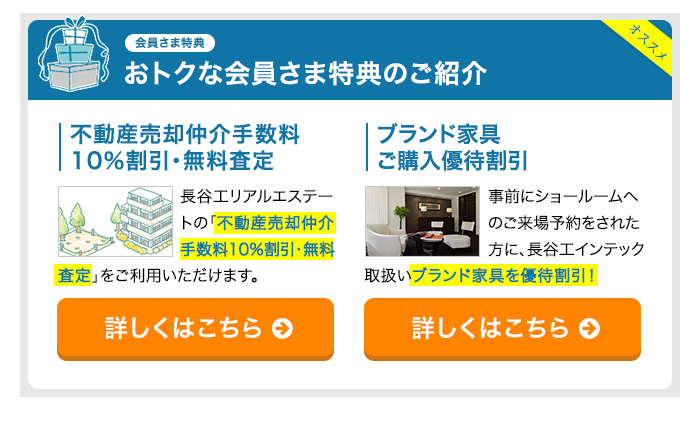 会員さま特典
おトクな会員さま特典のご紹介
オススメ
不動産売却仲介手数料
10%割引・無料査定
長谷工リアルエステー
トの「不動産売却仲介
手数料10%割引・無料
査定」をご利用いただけます。
詳しくはこちら
ブランド家具
ご購入優待割引
事前にショールームへ
のご来場予約をされた
方に、長谷工インテック
取扱いブランド家具を優待割引!
詳しくはこちら